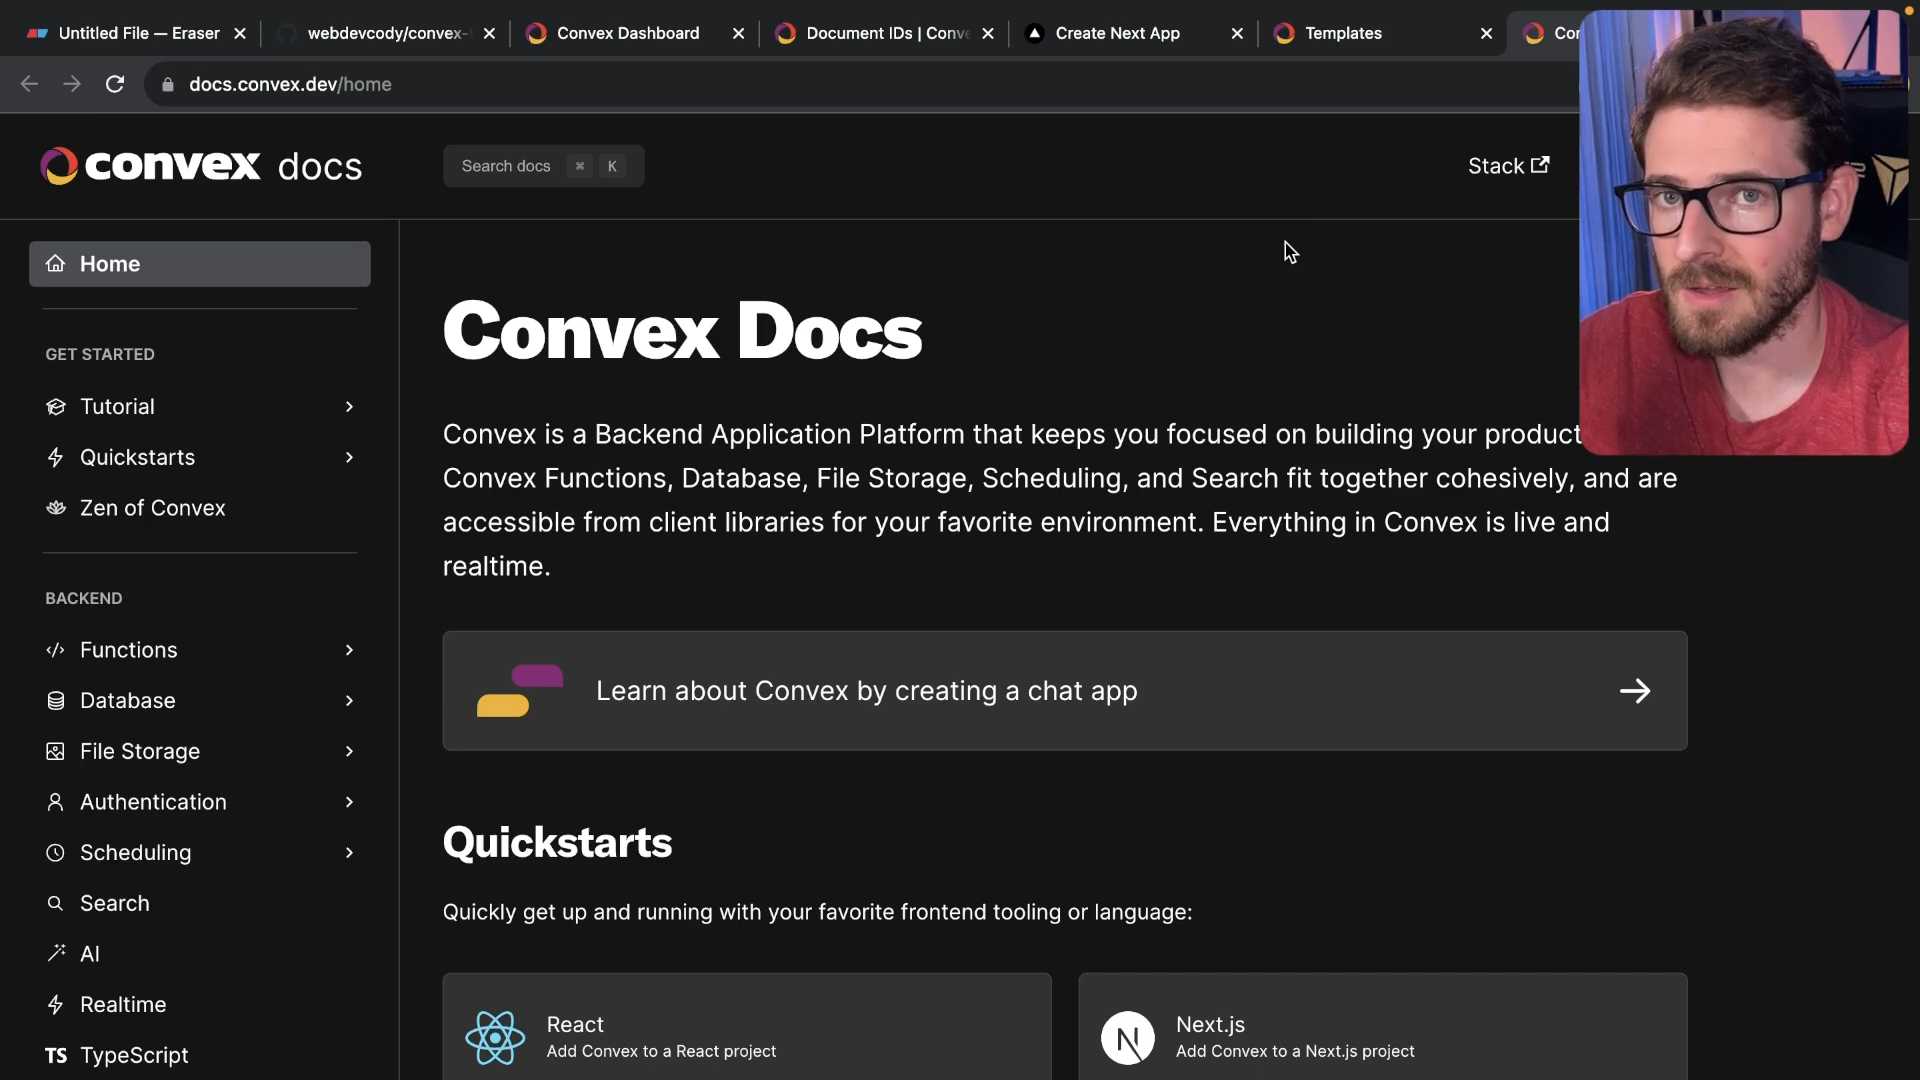 Untitled File — Eraser
webdevcody/convex-
Convex Dashboard
Document IDs | Conve
Create Next App
Templates
Con
docs.convex.dev/home
convex docs
Search docs ⌘ K
Stack
Home
GET STARTED
Tutorial
Quickstarts
Zen of Convex
BACKEND
Functions
Database
File Storage
Authentication
Scheduling
Search
AI
Realtime
TS TypeScript
Convex Docs
Convex is a Backend Application Platform that keeps you focused on building your product
Convex Functions, Database, File Storage, Scheduling, and Search fit together cohesively, and are
accessible from client libraries for your favorite environment. Everything in Convex is live and
realtime.
Learn about Convex by creating a chat app
Quickstarts
Quickly get up and running with your favorite frontend tooling or language:
React
Add Convex to a React project
Next.js
Add Convex to a Next.js project